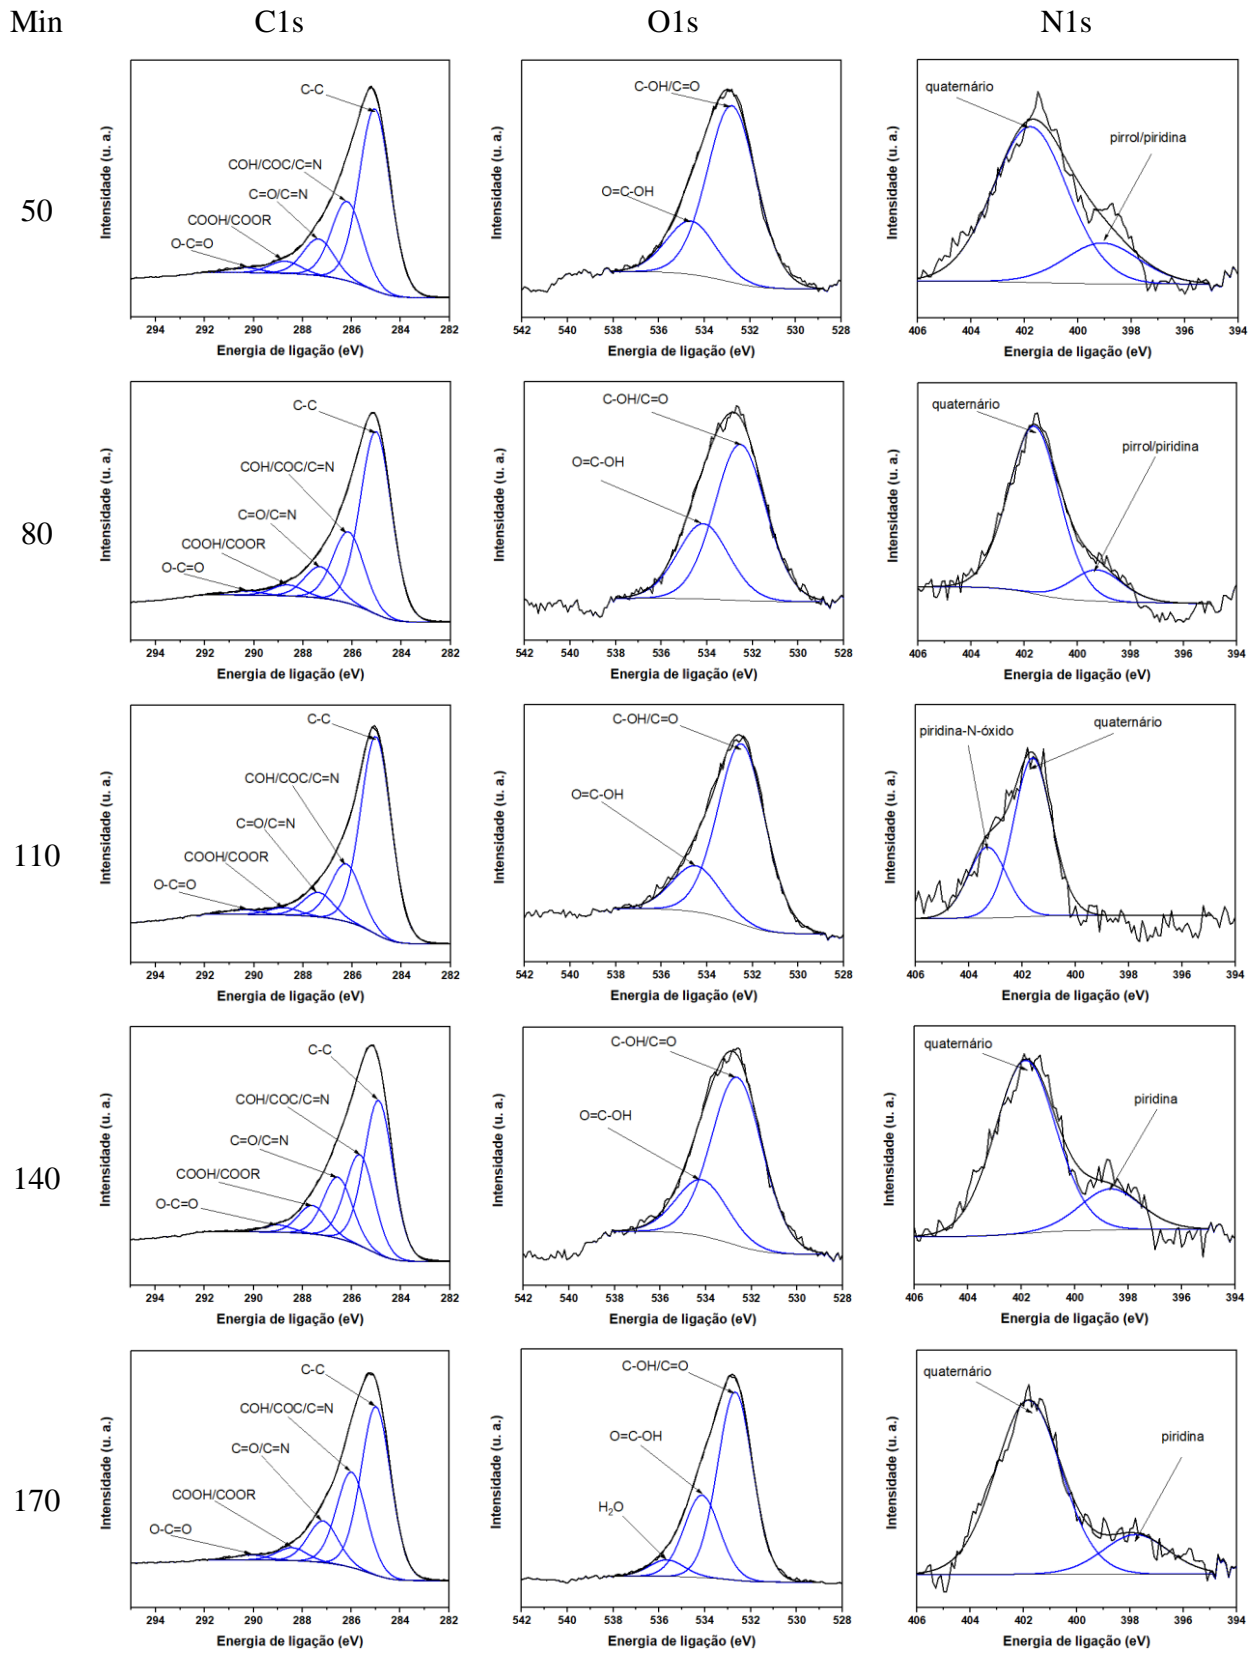 Min C1s O1s N1s
50
C-C
COH/COC/C=N
C=O/C=N
COOH/COOR
O-C=O
Intensidade (u. a.)
294 292 290 288 286 284 282
Energia de ligação (eV)
C-OH/C=O
O=C-OH
Intensidade (u. a.)
542 540 538 536 534 532 530 528
Energia de ligação (eV)
quaternário
pirrol/piridina
Intensidade (u. a.)
406 404 402 400 398 396 394
Energia de ligação (eV)
80
C-C
COH/COC/C=N
C=O/C=N
COOH/COOR
O-C=O
Intensidade (u. a.)
294 292 290 288 286 284 282
Energia de ligação (eV)
C-OH/C=O
O=C-OH
Intensidade (u. a.)
542 540 538 536 534 532 530 528
Energia de ligação (eV)
quaternário
pirrol/piridina
Intensidade (u. a.)
406 404 402 400 398 396 394
Energia de ligação (eV)
110
C-C
COH/COC/C=N
C=O/C=N
COOH/COOR
O-C=O
Intensidade (u. a.)
294 292 290 288 286 284 282
Energia de ligação (eV)
C-OH/C=O
O=C-OH
Intensidade (u. a.)
542 540 538 536 534 532 530 528
Energia de ligação (eV)
quaternário
piridina-N-óxido
Intensidade (u. a.)
406 404 402 400 398 396 394
Energia de ligação (eV)
140
C-C
COH/COC/C=N
C=O/C=N
COOH/COOR
O-C=O
Intensidade (u. a.)
294 292 290 288 286 284 282
Energia de ligação (eV)
C-OH/C=O
O=C-OH
Intensidade (u. a.)
542 540 538 536 534 532 530 528
Energia de ligação (eV)
quaternário
piridina
Intensidade (u. a.)
406 404 402 400 398 396 394
Energia de ligação (eV)
170
C-C
COH/COC/C=N
C=O/C=N
COOH/COOR
O-C=O
Intensidade (u. a.)
294 292 290 288 286 284 282
Energia de ligação (eV)
C-OH/C=O
O=C-OH
H₂O
Intensidade (u. a.)
542 540 538 536 534 532 530 528
Energia de ligação (eV)
quaternário
piridina
Intensidade (u. a.)
406 404 402 400 398 396 394
Energia de ligação (eV)